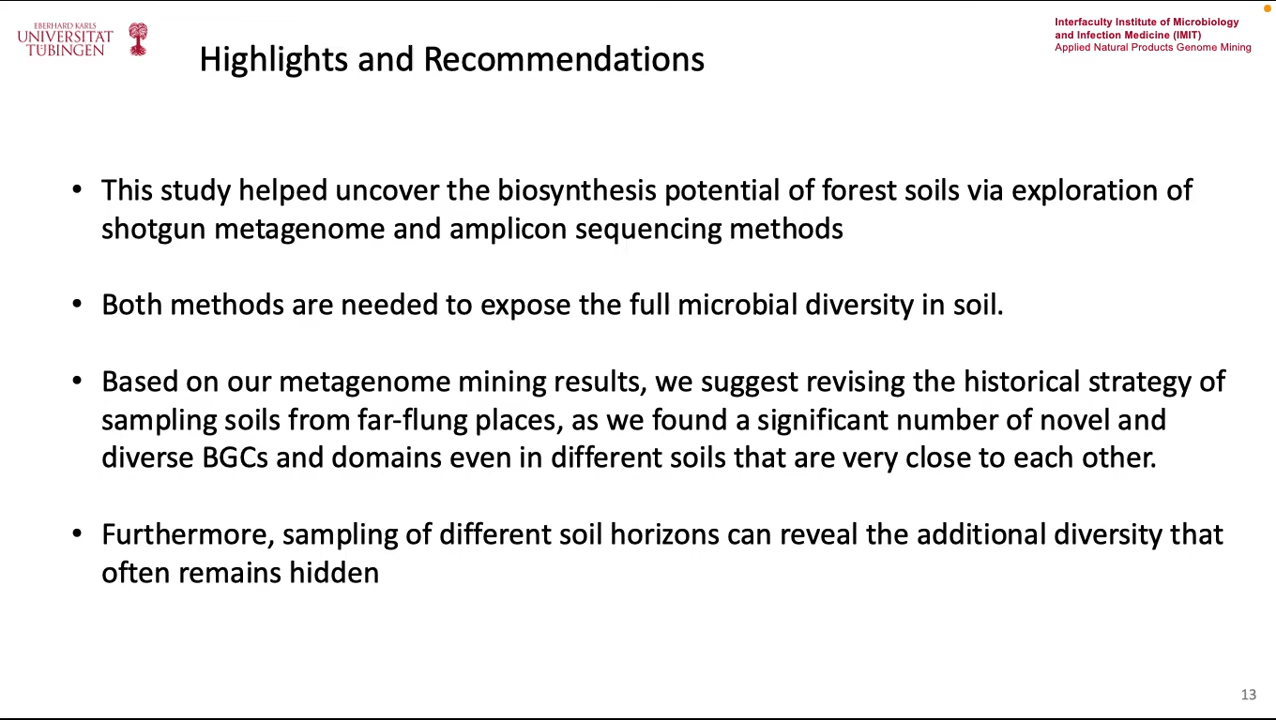 EBERHARD KARLS
UNIVERSITÄT
TÜBINGEN
Interfaculty Institute of Microbiology
and Infection Medicine (IMIT)
Applied Natural Products Genome Mining
Highlights and Recommendations
• This study helped uncover the biosynthesis potential of forest soils via exploration of
shotgun metagenome and amplicon sequencing methods
• Both methods are needed to expose the full microbial diversity in soil.
• Based on our metagenome mining results, we suggest revising the historical strategy of
sampling soils from far-flung places, as we found a significant number of novel and
diverse BGCs and domains even in different soils that are very close to each other.
• Furthermore, sampling of different soil horizons can reveal the additional diversity that
often remains hidden
13